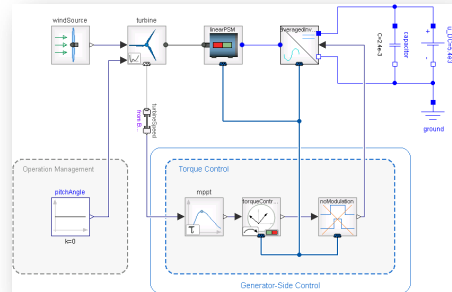 windSource
turbine
linearPSM
averagedInv...
C=2.4e-3
capacitor
+
-
ground
turbineSpeed
Operation Management
pitchAngle
k=0
Torque Control
mppt
τ
torqueContr...
noModulation
Generator-Side Control